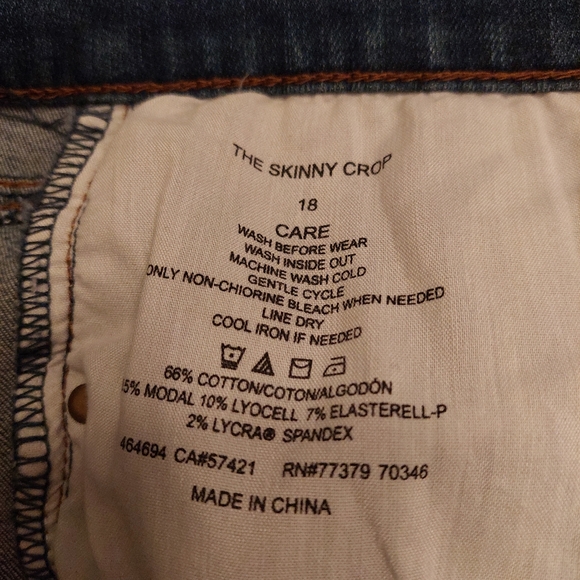 THE SKINNY CROP
18
CARE
WASH BEFORE WEAR
WASH INSIDE OUT
MACHINE WASH COLD
GENTLE CYCLE
ONLY NON-CHIORINE BLEACH WHEN NEEDED
LINE DRY
COOL IRON IF NEEDED
66% COTTON/COTON/ALGODÓN
5% MODAL 10% LYOCELL 7% ELASTERELL-P
2% LYCRA® SPANDEX
464694 CA#57421 RN#77379 70346
MADE IN CHINA